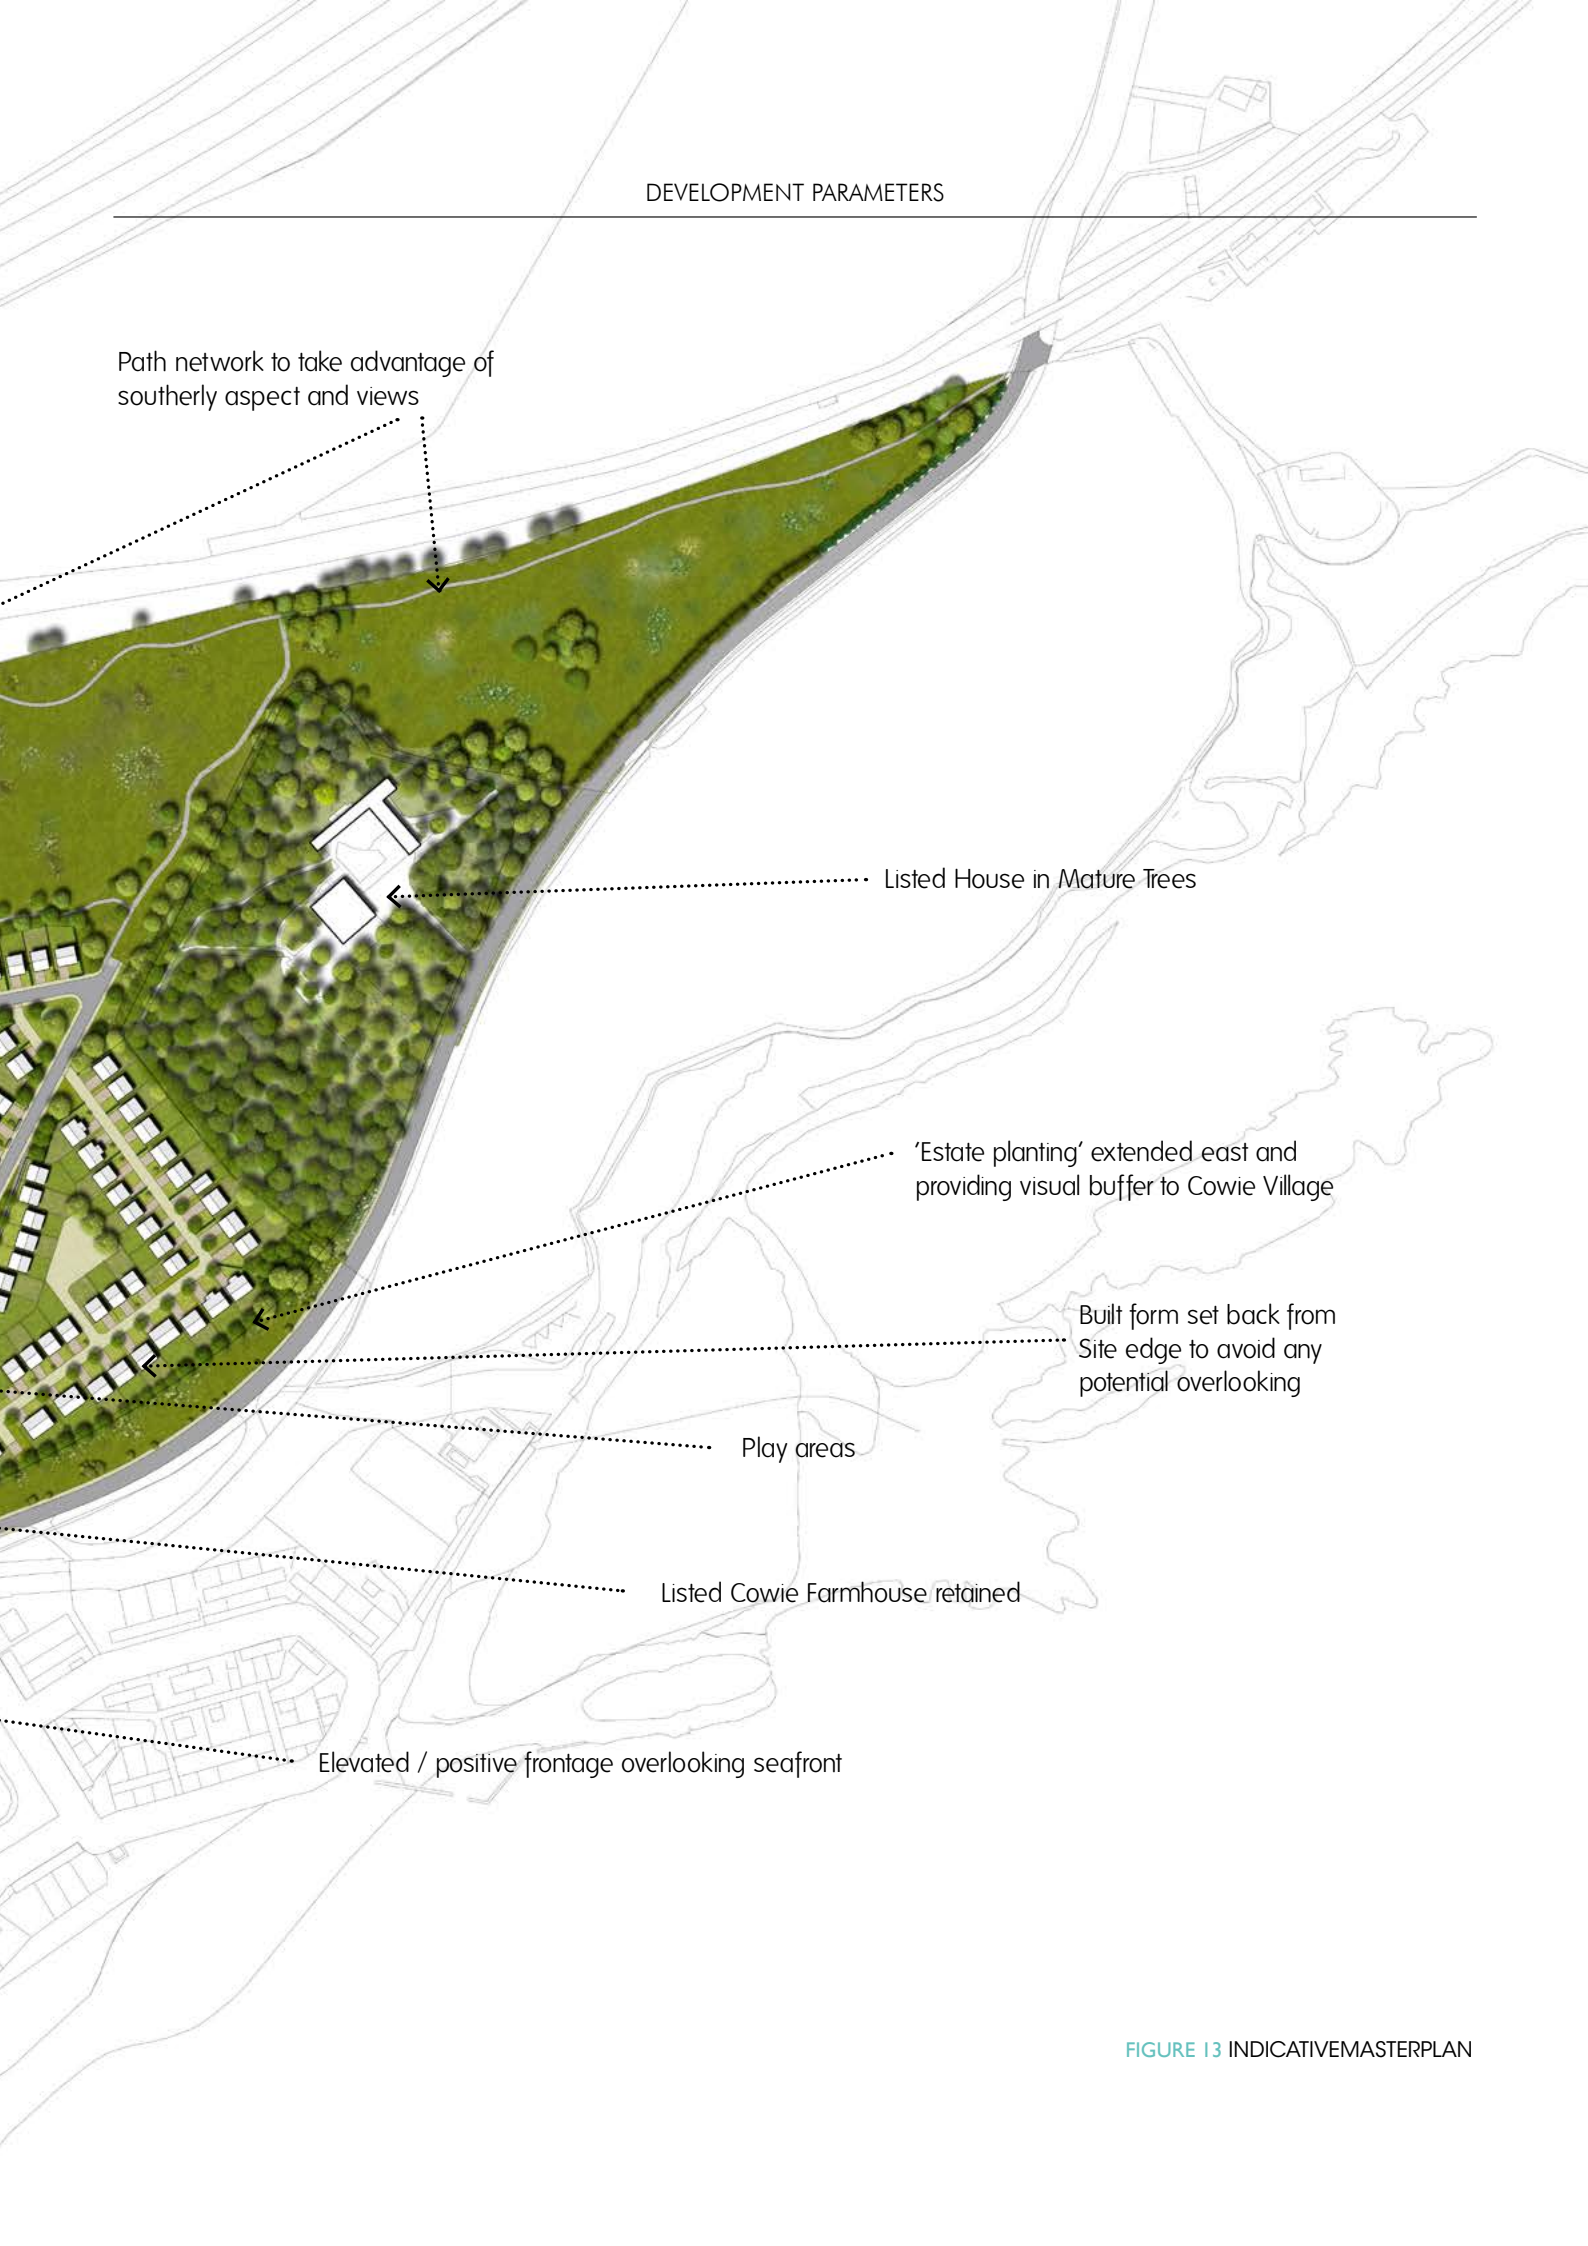 DEVELOPMENT PARAMETERS
Path network to take advantage of
southerly aspect and views
Listed House in Mature Trees
‘Estate planting’ extended east and
providing visual buffer to Cowie Village
Built form set back from
Site edge to avoid any
potential overlooking
Play areas
Listed Cowie Farmhouse retained
Elevated / positive frontage overlooking seafront
FIGURE 13 INDICATIVEMASTERPLAN